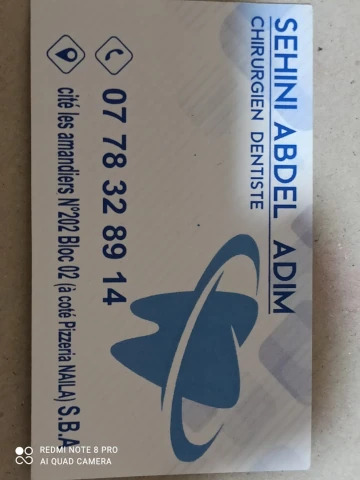 SEHINI ABDEL ADIM
CHIRURGIEN DENTISTE
07 78 32 89 14
cité les amandiers N°202 Bloc 02 (à coté Pizzeria NAILA) S.B.A
REDMI NOTE 8 PRO
AI QUAD CAMERA